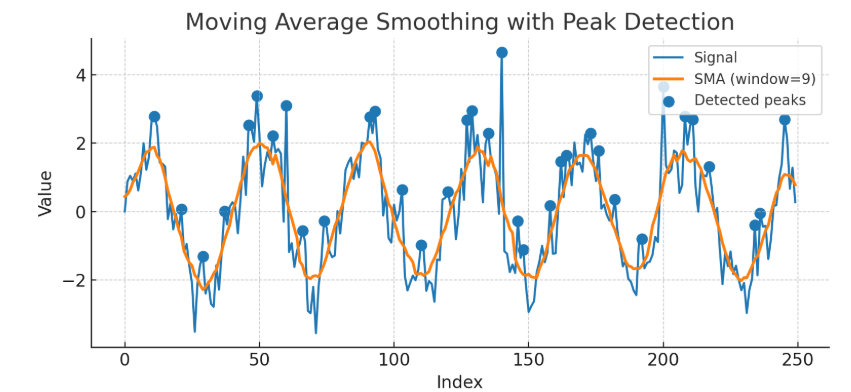 Moving Average Smoothing with Peak Detection
Value
4
2
0
−2
Signal
SMA (window=9)
Detected peaks
0
50
100
150
200
250
Index